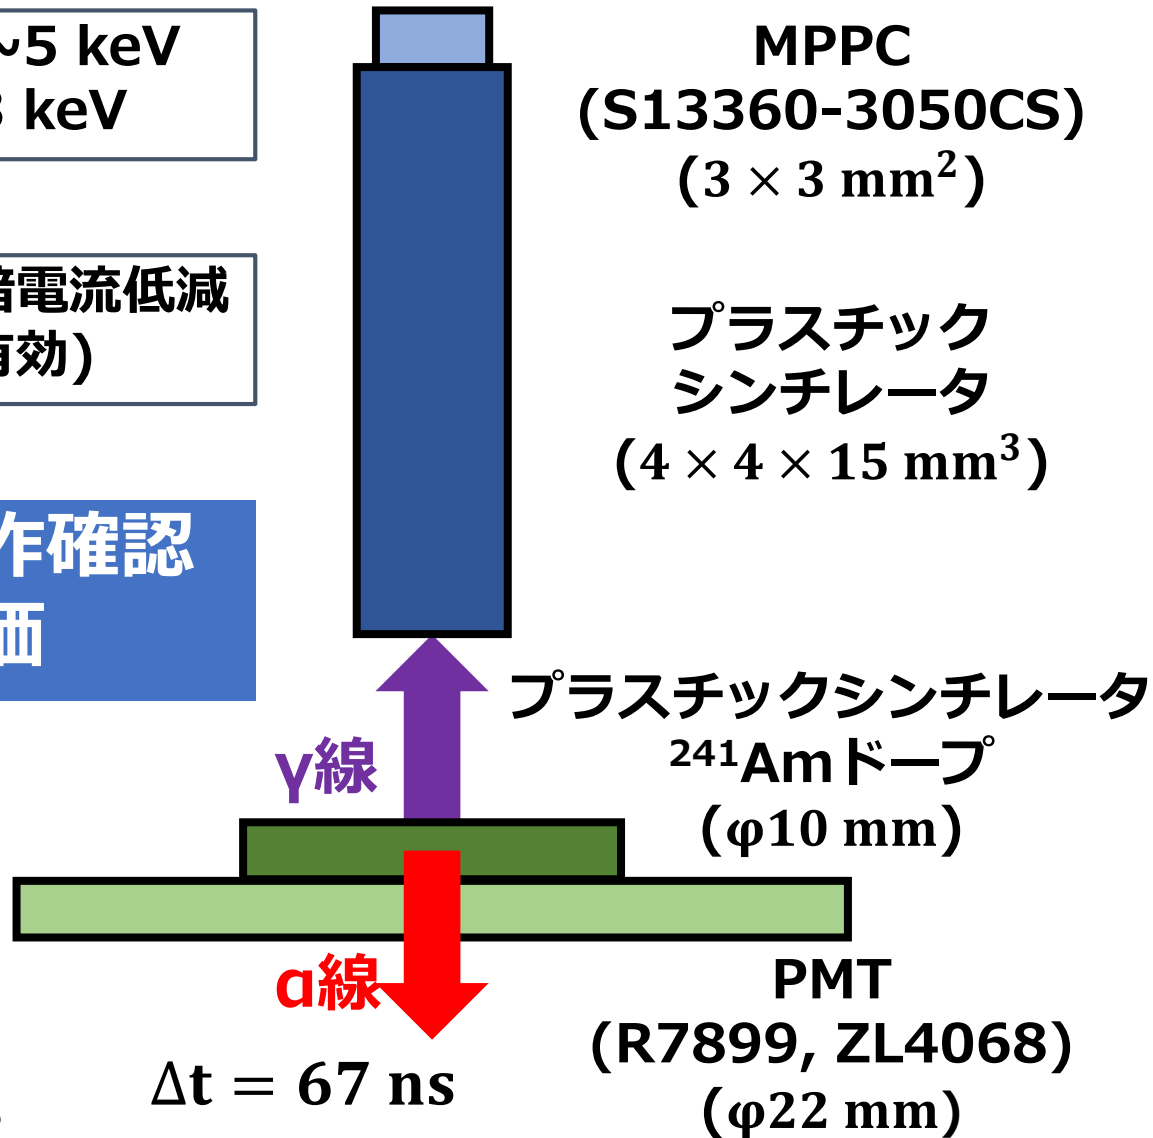 ~5 keV
keV
電流低減
有効)
作確認
価
MPPC
(S13360-3050CS)
(3 × 3 mm²)
プラスチック
シンチレータ
(4 × 4 × 15 mm³)
プラスチックシンチレータ
²⁴¹Amドープ
(φ10 mm)
γ線
α線
Δt = 67 ns
PMT
(R7899, ZL4068)
(φ22 mm)